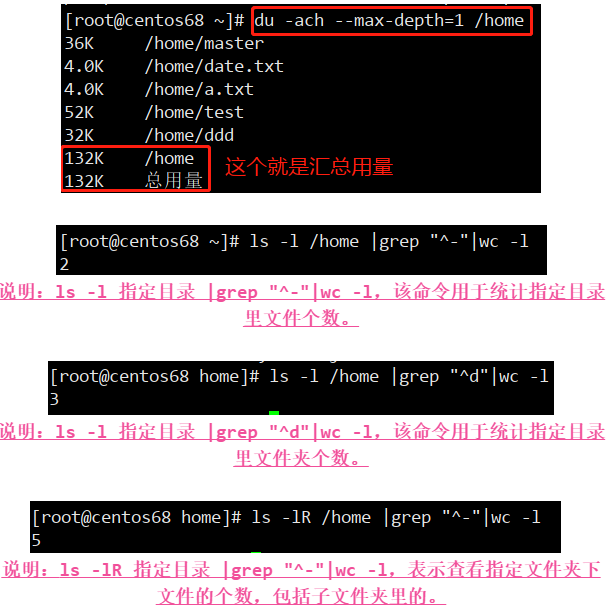 [root@centos68 ~]# du -ach --max-depth=1 /home
36K /home/master
4.0K /home/date.txt
4.0K /home/a.txt
52K /home/test
32K /home/ddd
132K /home
132K 总用量
这个就是汇总用量
[root@centos68 ~]# ls -l /home |grep "^-"|wc -l
2
说明：ls -l 指定目录 |grep "^-"|wc -l，该命令用于统计指定目录
里文件个数。
[root@centos68 home]# ls -l /home |grep "^d"|wc -l
3
说明：ls -l 指定目录 |grep "^d"|wc -l，该命令用于统计指定目录
里文件夹个数。
[root@centos68 home]# ls -lR /home |grep "^-"|wc -l
5
说明：ls -lR 指定目录 |grep "^-"|wc -l，表示查看指定文件夹下
文件的个数，包括子文件夹里的。